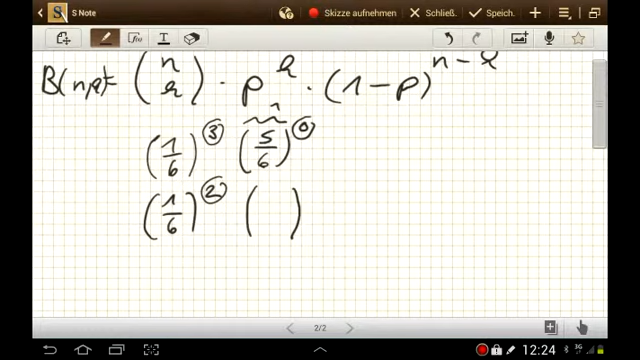 S Note
Skizze aufnehmen
Schließ.
Speich.
B(n,p)= (n k) · p^k · (1-p)^(n-k)
(1/6)^③ (5/6)^⓪
(1/6)^② ( )
2/2
3G
12:24